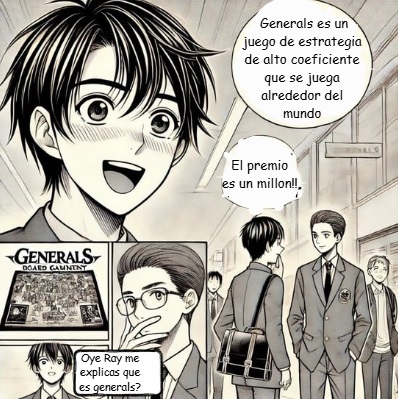 Generals es un
juego de estrategia
de alto coeficiente
que se juega
alrededor del
mundo
El premio
es un millon!!
GENERALS
BOARD GAMMENT
Oye Ray me
explicas que
es generals?